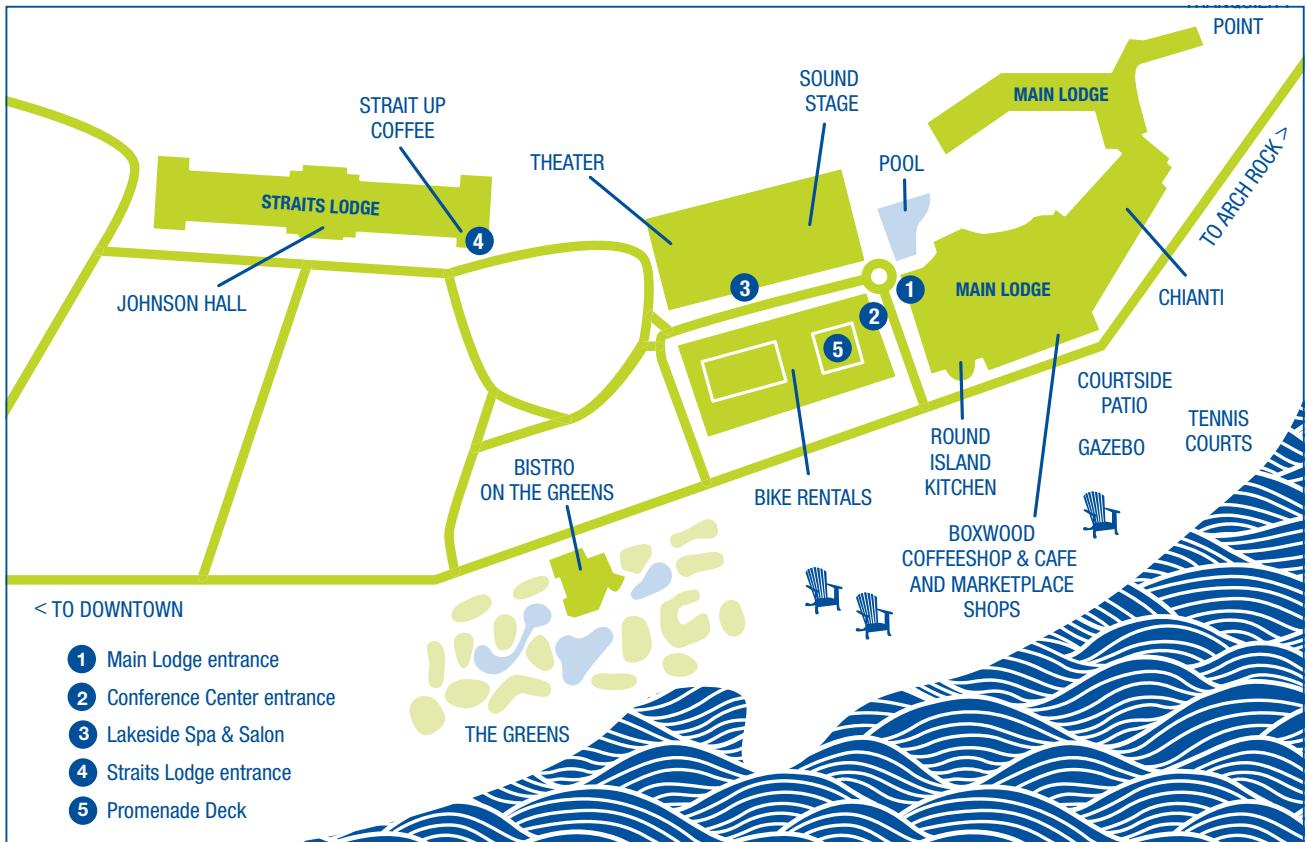 POINT
SOUND
STAGE
MAIN LODGE
STRAIT UP
COFFEE
THEATER
POOL
TO ARCH ROCK >
STRAITS LODGE
4
3
1
MAIN LODGE
CHIANTI
JOHNSON HALL
2
5
COURTSIDE
PATIO
TENNIS
COURTS
GAZEBO
ROUND
ISLAND
KITCHEN
BISTRO
ON THE GREENS
BIKE RENTALS
BOXWOOD
COFFEESHOP & CAFE
AND MARKETPLACE
SHOPS
< TO DOWNTOWN
1 Main Lodge entrance
2 Conference Center entrance
3 Lakeside Spa & Salon
4 Straits Lodge entrance
5 Promenade Deck
THE GREENS